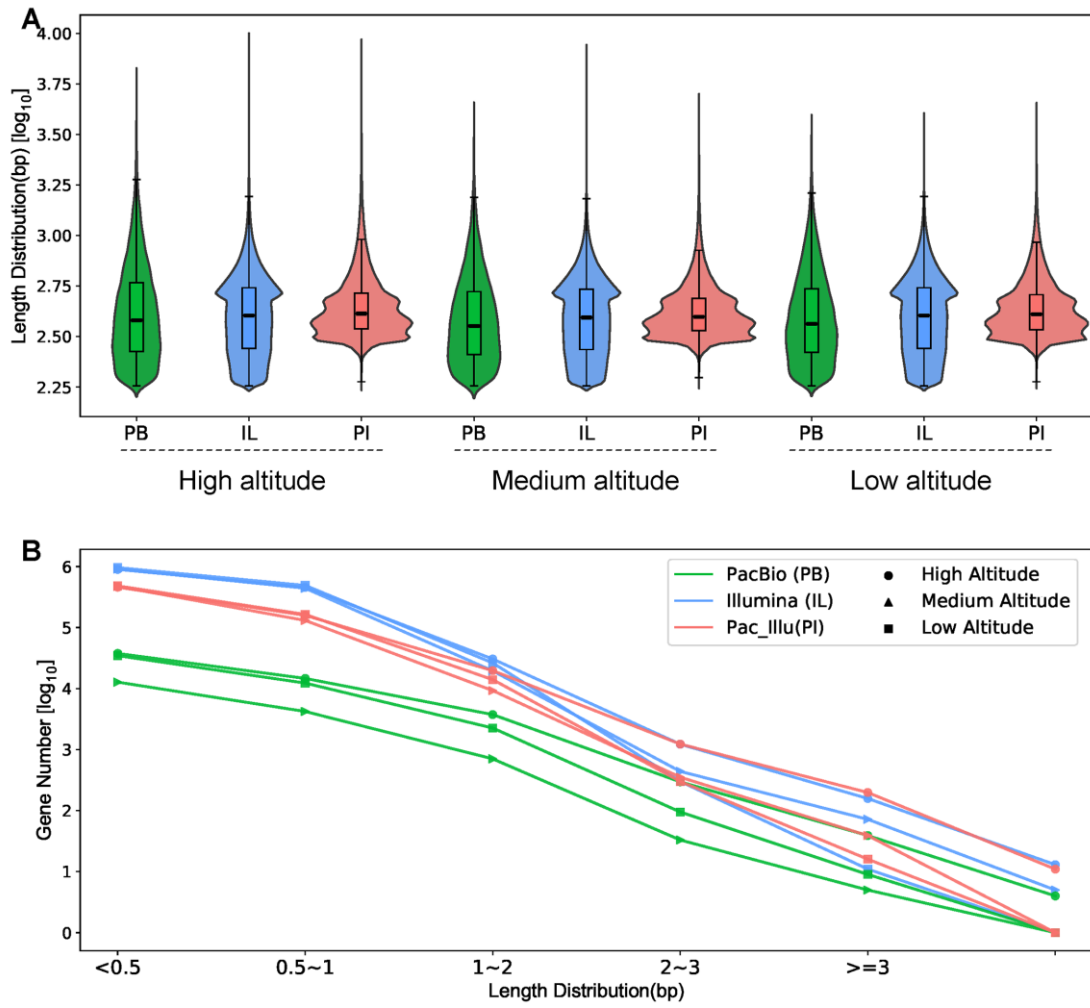 A
Length Distribution(bp) [log10]
4.00
3.75
3.50
3.25
3.00
2.75
2.50
2.25
PB IL PI PB IL PI PB IL PI
High altitude Medium altitude Low altitude
B
Gene Number [log10]
6
5
4
3
2
1
0
PacBio (PB) High Altitude
Illumina (IL) Medium Altitude
Pac_Illu(PI) Low Altitude
<0.5 0.5~1 1~2 2~3 >=3
Length Distribution(bp)